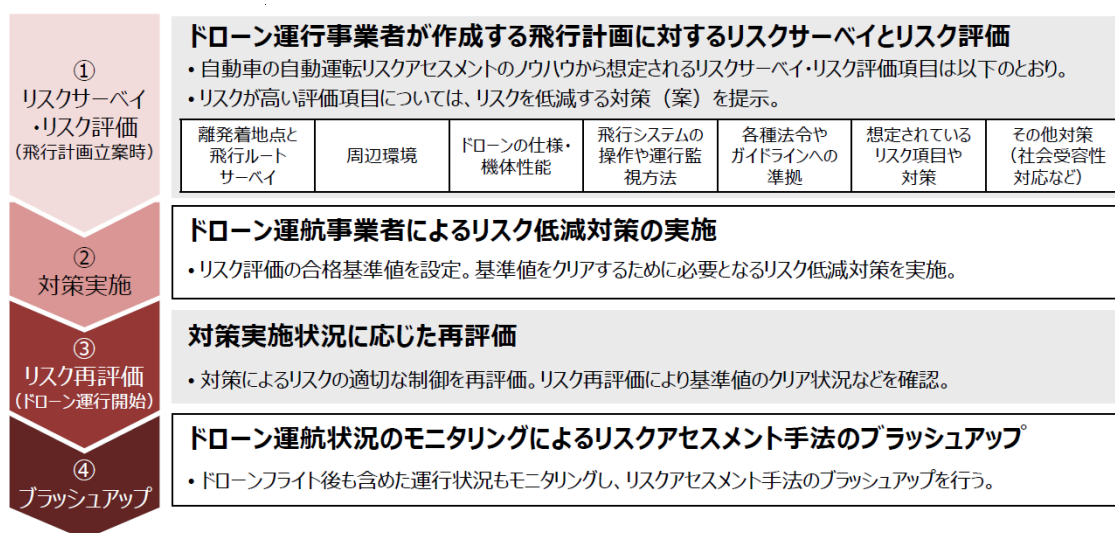 ①
リスクサーベイ
・リスク評価
(飛行計画立案時)
ドローン運行事業者が作成する飛行計画に対するリスクサーベイとリスク評価
・自動車の自動運転リスクアセスメントのノウハウから想定されるリスクサーベイ・リスク評価項目は以下のとおり。
・リスクが高い評価項目については、リスクを低減する対策（案）を提示。
離発着地点と
飛行ルート
サーベイ
周辺環境
ドローンの仕様・
機体性能
飛行システムの
操作や運行監
視方法
各種法令や
ガイドラインへの
準拠
想定されている
リスク項目や
対策
その他対策
（社会受容性
対応など）
②
対策実施
ドローン運航事業者によるリスク低減対策の実施
・リスク評価の合格基準値を設定。基準値をクリアするために必要となるリスク低減対策を実施。
③
リスク再評価
(ドローン運行開始)
対策実施状況に応じた再評価
・対策によるリスクの適切な制御を再評価。リスク再評価により基準値のクリア状況などを確認。
④
ブラッシュアップ
ドローン運航状況のモニタリングによるリスクアセスメント手法のブラッシュアップ
・ドローンフライト後も含めた運行状況もモニタリングし、リスクアセスメント手法のブラッシュアップを行う。